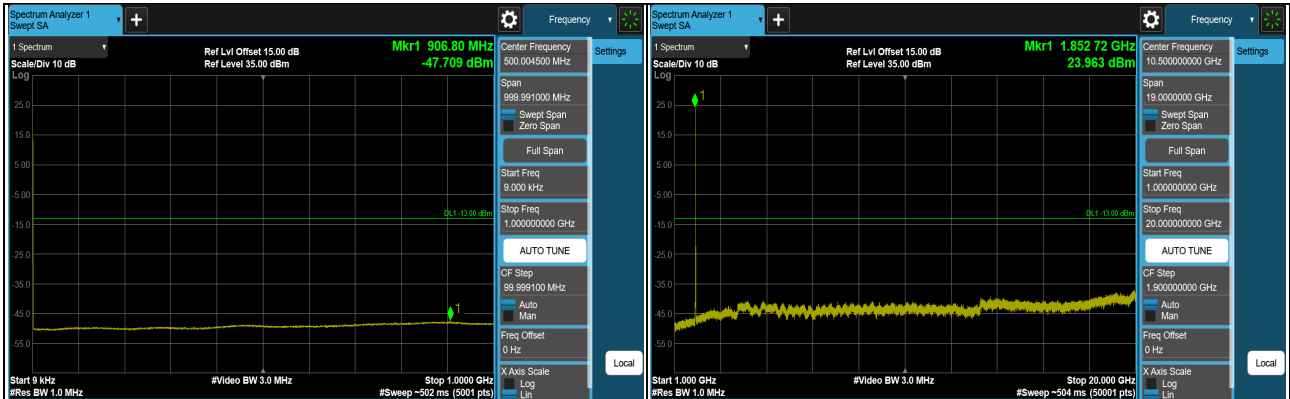 Spectrum Analyzer 1
Swept SA
+
Frequency
1 Spectrum
Scale/Div 10 dB
Ref Lvl Offset 15.00 dB
Ref Level 35.00 dBm
Mkr1 906.80 MHz
-47.709 dBm
Log
25.0
15.0
5.00
-5.00
-15.0
-25.0
-35.0
-45.0
-55.0
DL1 -13.00 dBm
1
Start 9 kHz
#Res BW 1.0 MHz
#Video BW 3.0 MHz
Stop 1.0000 GHz
#Sweep ~502 ms (5001 pts)
Center Frequency
500.004500 MHz
Span
999.991000 MHz
Swept Span
Zero Span
Full Span
Start Freq
9.000 kHz
Stop Freq
1.000000000 GHz
AUTO TUNE
CF Step
99.999100 MHz
Auto
Man
Freq Offset
0 Hz
X Axis Scale
Log
Lin
Settings
Local
Spectrum Analyzer 1
Swept SA
+
Frequency
1 Spectrum
Scale/Div 10 dB
Ref Lvl Offset 15.00 dB
Ref Level 35.00 dBm
Mkr1 1.852 72 GHz
23.963 dBm
Log
25.0
15.0
5.00
-5.00
-15.0
-25.0
-35.0
-45.0
-55.0
1
DL1 -13.00 dBm
Start 1.000 GHz
#Res BW 1.0 MHz
#Video BW 3.0 MHz
Stop 20.000 GHz
#Sweep ~504 ms (50001 pts)
Center Frequency
10.500000000 GHz
Span
19.0000000 GHz
Swept Span
Zero Span
Full Span
Start Freq
1.000000000 GHz
Stop Freq
20.000000000 GHz
AUTO TUNE
CF Step
1.900000000 GHz
Auto
Man
Freq Offset
0 Hz
X Axis Scale
Log
Lin
Settings
Local